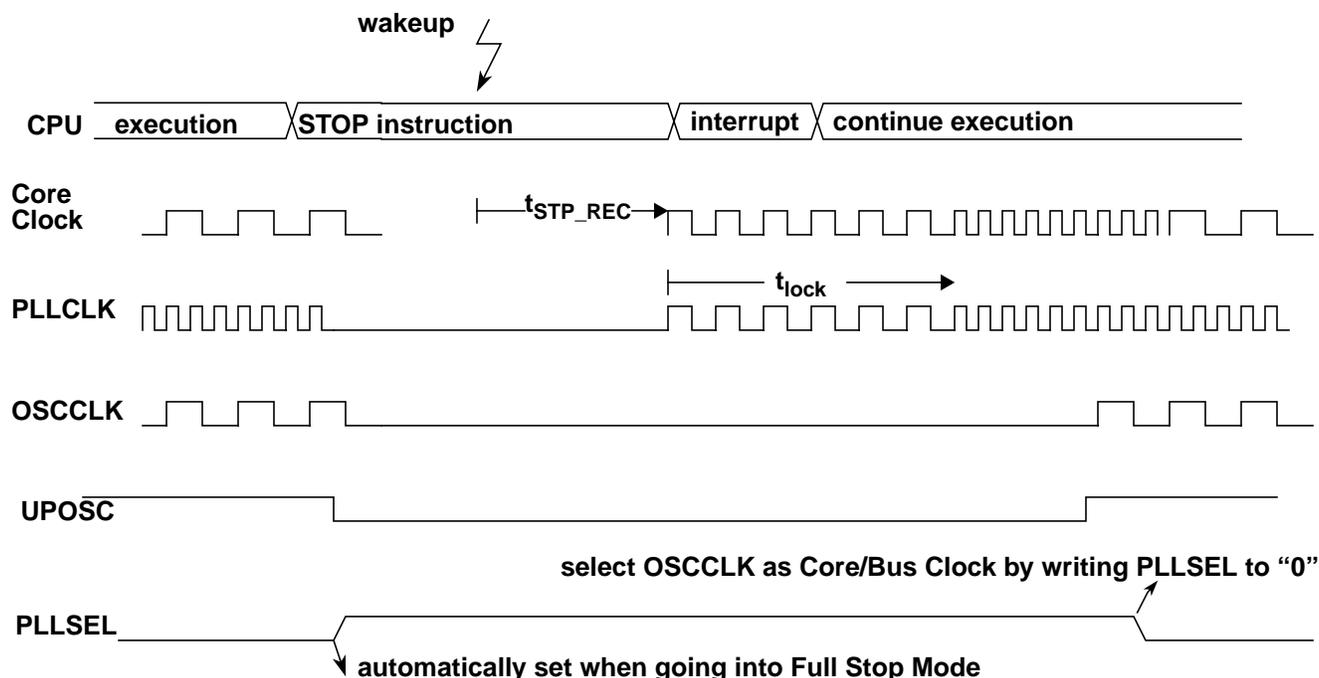 wakeup
CPU execution STOP instruction interrupt continue execution
Core
Clock
tSTP_REC
PLLCLK
tlock
OSCCLK
UPOSC
select OSCCLK as Core/Bus Clock by writing PLLSEL to “0”
PLLSEL
automatically set when going into Full Stop Mode